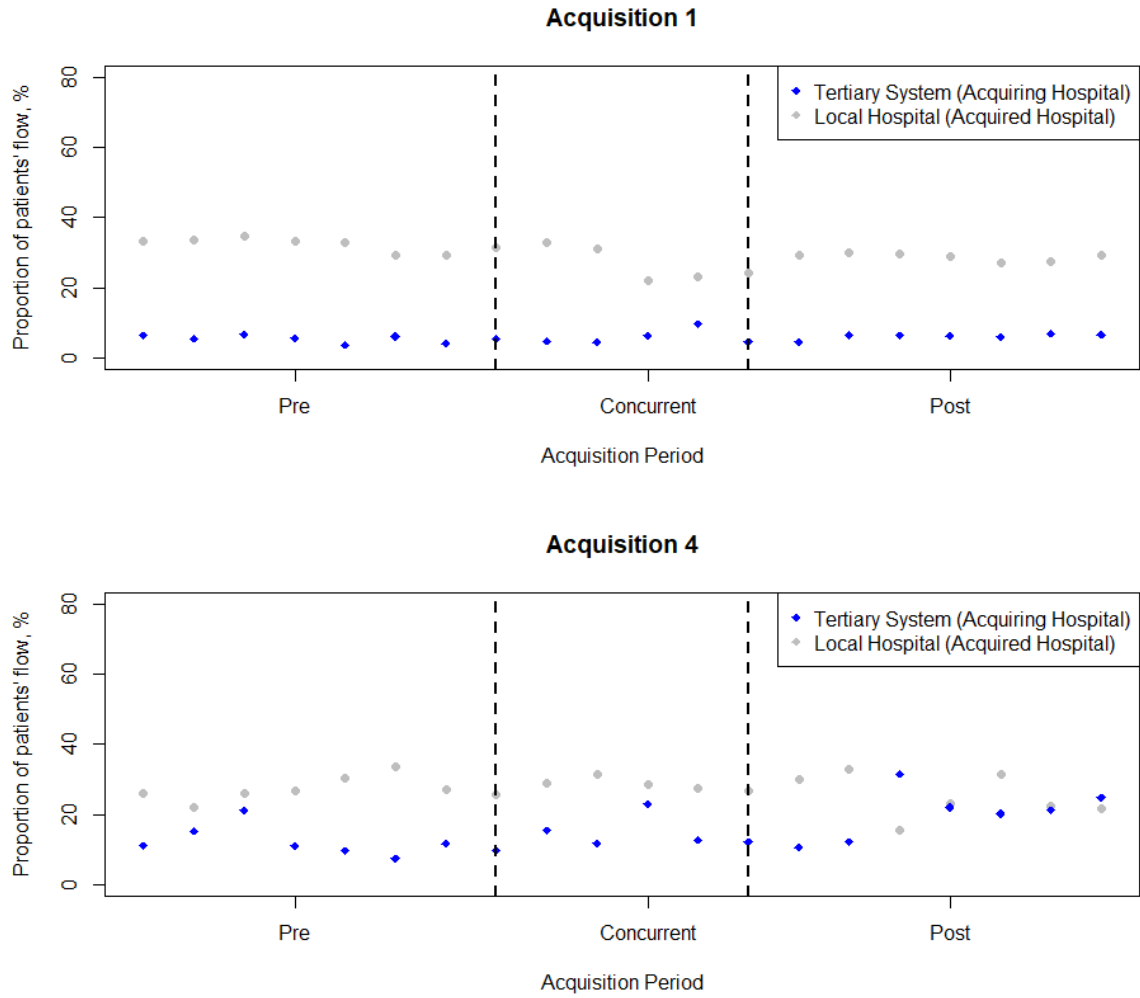 Acquisition 1
Proportion of patients' flow, %
80
60
40
20
0
Tertiary System (Acquiring Hospital)
Local Hospital (Acquired Hospital)
Pre
Concurrent
Post
Acquisition Period
Acquisition 4
Proportion of patients' flow, %
80
60
40
20
0
Tertiary System (Acquiring Hospital)
Local Hospital (Acquired Hospital)
Pre
Concurrent
Post
Acquisition Period